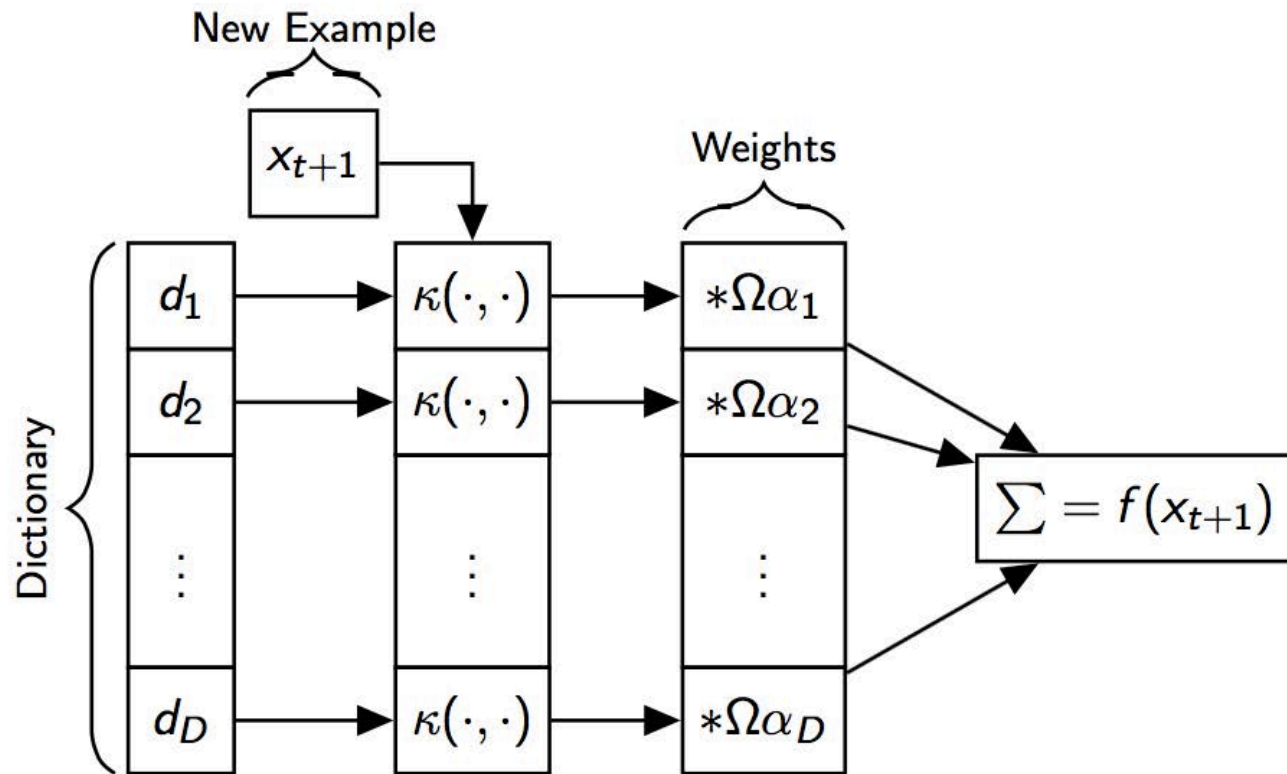 New Example
x_{t+1}
Weights
Dictionary
d_1 κ(·, ·) *Ωα_1
d_2 κ(·, ·) *Ωα_2
⋮ ⋮ ⋮
∑ = f(x_{t+1})
d_D κ(·, ·) *Ωα_D